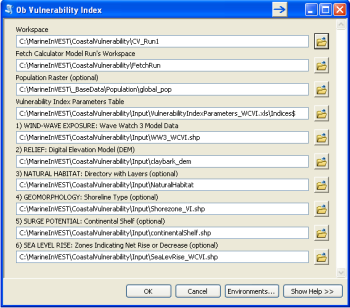 Ob Vulnerability Index
Workspace
C:\MarineInVEST\CoastalVulnerability\CV_Run1
Fetch Calculator Model Run's Workspace
C:\MarineInVEST\CoastalVulnerability\FetchRun
Population Raster (optional)
C:\MarineInVEST\_BaseData\Population\global_pop
Vulnerability Index Parameters Table
C:\MarineInVEST\CoastalVulnerability\Input\VulnerabilityIndexParameters_WCVI.xls\Indices$
1) WIND-WAVE EXPOSURE: Wave Watch 3 Model Data
C:\MarineInVEST\CoastalVulnerability\Input\WW3_WCVI.shp
2) RELIEF: Digital Elevation Model (DEM)
C:\MarineInVEST\CoastalVulnerability\Input\claybark_dem
3) NATURAL HABITAT: Directory with Layers (optional)
C:\MarineInVEST\CoastalVulnerability\Input\NaturalHabitat
4) GEOMORPHOLOGY: Shoreline Type (optional)
C:\MarineInVEST\CoastalVulnerability\Input\Shorezone_VI.shp
5) SURGE POTENTIAL: Continental Shelf (optional)
C:\MarineInVEST\CoastalVulnerability\Input\continentalShelf.shp
6) SEA LEVEL RISE: Zones Indicating Net Rise or Decrease (optional)
C:\MarineInVEST\CoastalVulnerability\Input\SeaLevRise_WCVI.shp
OK Cancel Environments... Show Help >>